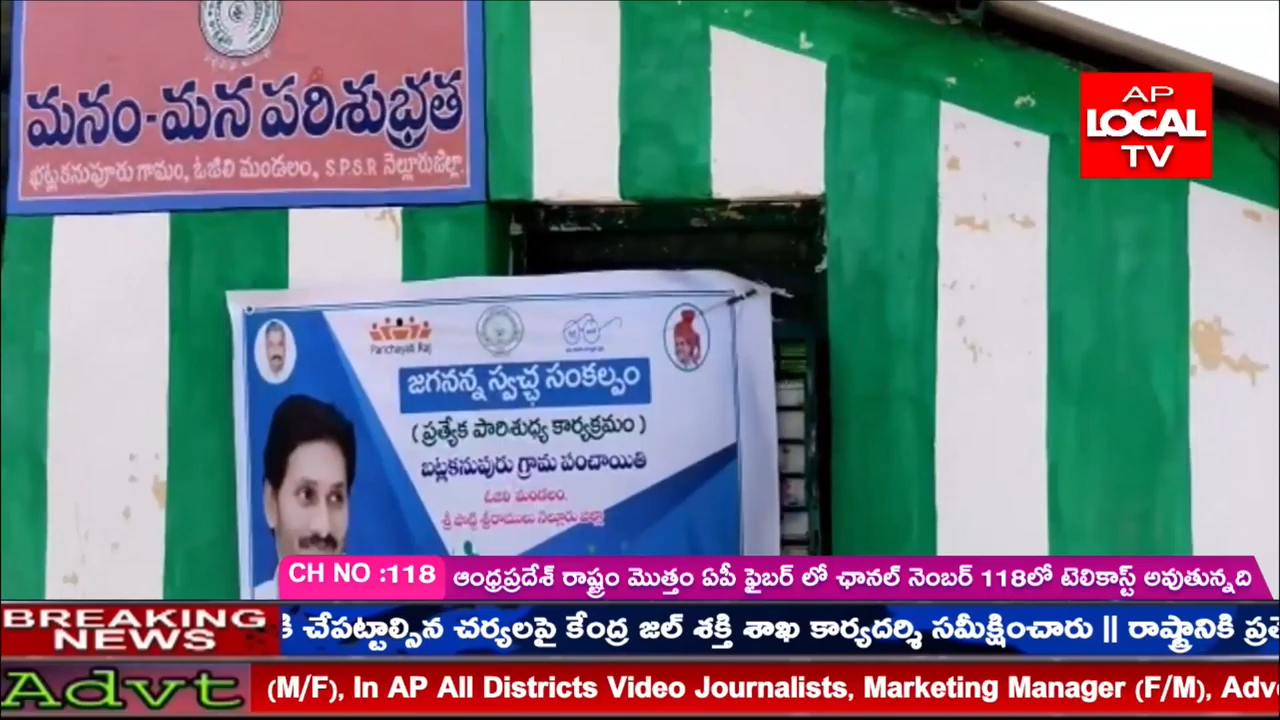 మనం-మన పరిశుభ్రత
భట్లకనుపూరు గామం, ఓజిలి మండలం, S.P.S.R నెల్లూరుజిల్లా.
AP
LOCAL
TV
Panchayati Raj
జగనన్న స్వచ్ఛ సంకల్పం
( ప్రత్యేక పారిశుధ్య కార్యక్రమం )
బట్లకనుపురు గ్రామ పంచాయితి
ఓజిలి మండలం.
శ్రీ పొట్టి శ్రీరాములు నెల్లూరు జిల్లా
CH NO :118 ఆంధ్రప్రదేశ్ రాష్ట్రం మొత్తం ఏపీ ఫైబర్ లో ఛానల్ నెంబర్ 118లో టెలికాస్ట్ అవుతున్నది
BREAKING
NEWS
కి చేపట్టాల్సిన చర్యలపై కేంద్ర జల్ శక్తి శాఖ కార్యదర్శి సమీక్షించారు || రాష్ట్రానికి
Advt (M/F), In AP All Districts Video Journalists, Marketing Manager (F/M),